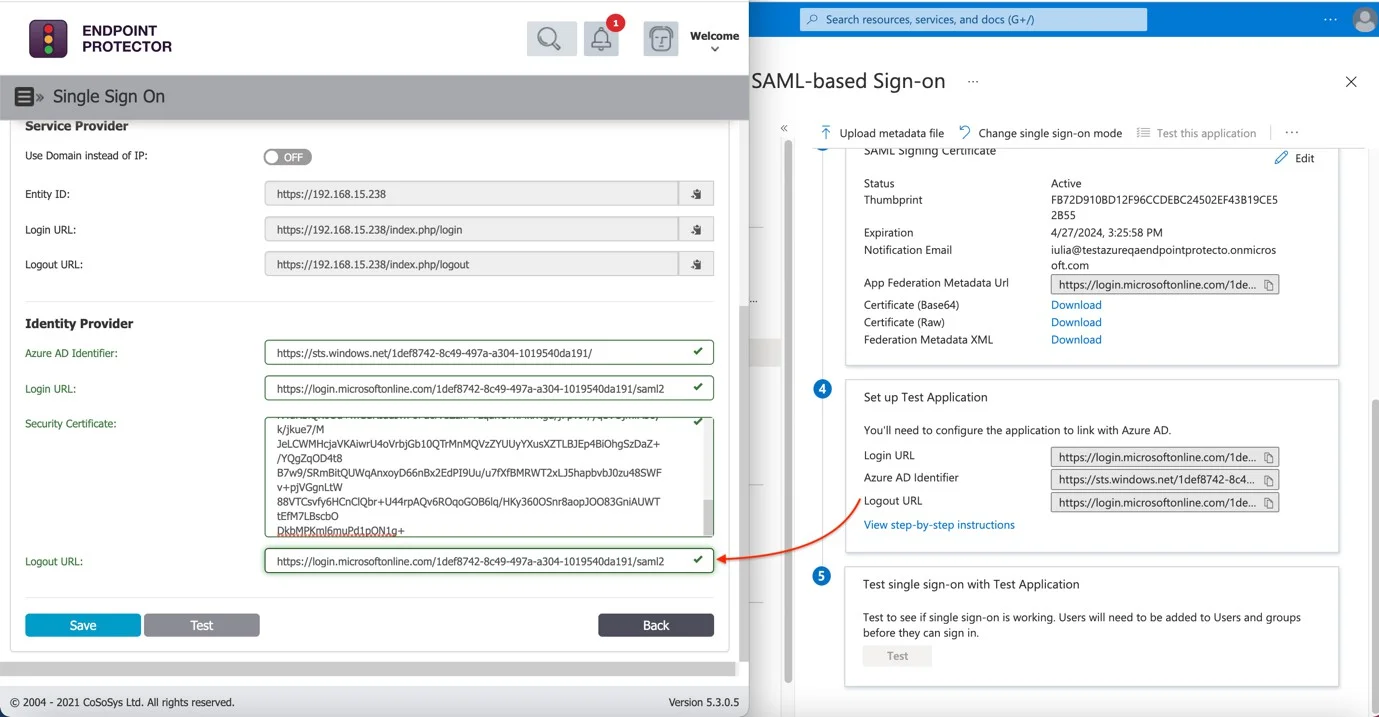 ENDPOINT
PROTECTOR
1
Welcome
Single Sign On
Service Provider
Use Domain instead of IP:
OFF
Entity ID:
https://192.168.15.238
Login URL:
https://192.168.15.238/index.php/login
Logout URL:
https://192.168.15.238/index.php/logout
Identity Provider
Azure AD Identifier:
https://sts.windows.net/1def8742-8c49-497a-a304-1019540da191/
Login URL:
https://login.microsoftonline.com/1def8742-8c49-497a-a304-1019540da191/saml2
Security Certificate:
k/jkue7/M
JeLCWMHcjaVKAiwrU4oVrbjGb10QTrMnMQVzZYUUyYXusXZTLBJEp4BiOhgSzDaZ+
/YQgZqOD4t8
B7w9/SRmBitQUWqAnxoyD66nBx2EdPI9Uu/u7fXfBMRWT2xLJ5hapbvbJ0zu48SWF
v+pjVGgnLtW
88VTCsvfy6HCnClQbr+U44rpAQv6ROqoGOB6lq/HKy360OSnr8aopJOO83GniAUWT
tEfM7LBscbO
DkbMPKml6muPd1pON1g+
Logout URL:
https://login.microsoftonline.com/1def8742-8c49-497a-a304-1019540da191/saml2
Save
Test
Back
© 2004 - 2021 CoSoSys Ltd. All rights reserved.
Version 5.3.0.5
Search resources, services, and docs (G+/)
SAML-based Sign-on
Upload metadata file
Change single sign-on mode
Test this application
SAML Signing Certificate
Edit
Status
Active
Thumbprint
FB72D910BD12F96CCDEBC24502EF43B19CE5
2B55
Expiration
4/27/2024, 3:25:58 PM
Notification Email
iulia@testazureqaendpointprotecto.onmicros
oft.com
App Federation Metadata Url
https://login.microsoftonline.com/1de...
Certificate (Base64)
Download
Certificate (Raw)
Download
Federation Metadata XML
Download
4
Set up Test Application
You'll need to configure the application to link with Azure AD.
Login URL
https://login.microsoftonline.com/1de...
Azure AD Identifier
https://sts.windows.net/1def8742-8c4...
Logout URL
https://login.microsoftonline.com/1de...
View step-by-step instructions
5
Test single sign-on with Test Application
Test to see if single sign-on is working. Users will need to be added to Users and groups
before they can sign in.
Test